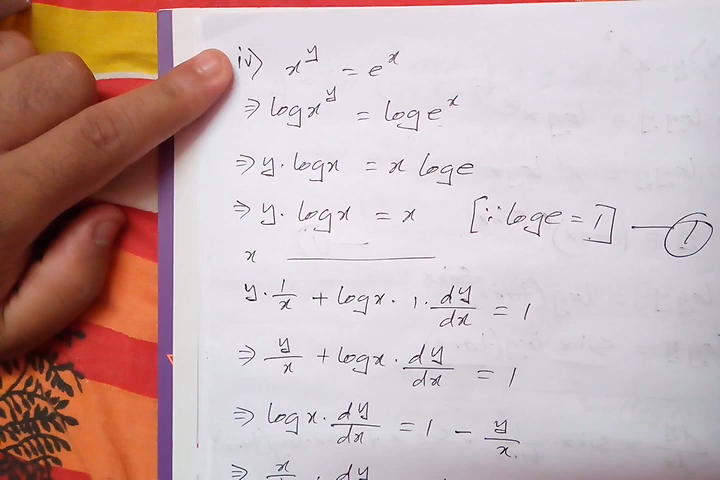 iv) x^y = e^x
⇒ log x^y = log e^x
⇒ y . log x = x log e
⇒ y . log x = x [∵ log e = 1] — ①
x
y . 1/x + log x . 1 . dy/dx = 1
⇒ y/x + log x . dy/dx = 1
⇒ log x . dy/dx = 1 - y/x